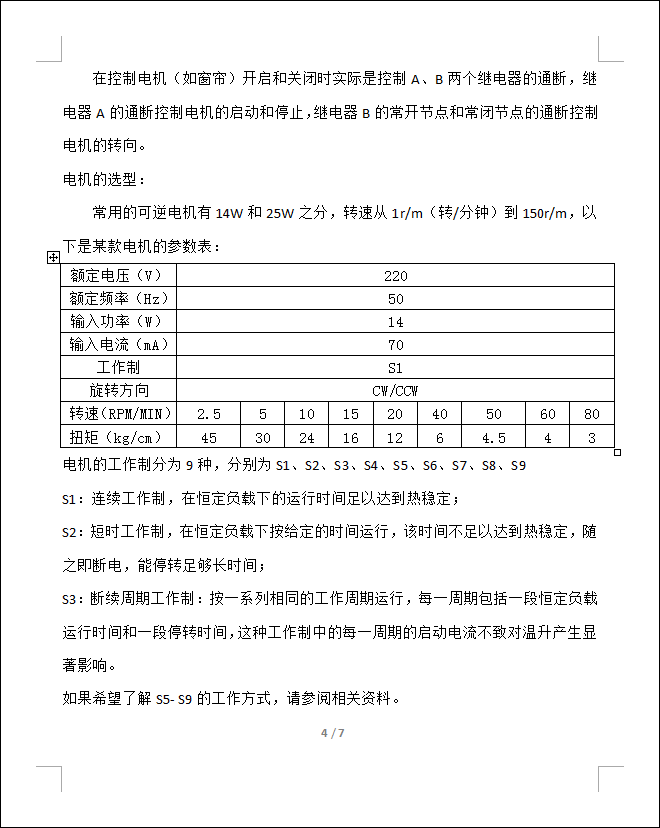 在控制电机（如窗帘）开启和关闭时实际是控制 A、B 两个继电器的通断，继
电器 A 的通断控制电机的启动和停止，继电器 B 的常开节点和常闭节点的通断控制
电机的转向。
电机的选型：
常用的可逆电机有 14W 和 25W 之分，转速从 1r/m（转/分钟）到 150r/m，以
下是某款电机的参数表：
额定电压（V） 220
额定频率（Hz） 50
输入功率（W） 14
输入电流（mA） 70
工作制 S1
旋转方向 CW/CCW
转速（RPM/MIN） 2.5 5 10 15 20 40 50 60 80
扭矩（kg/cm） 45 30 24 16 12 6 4.5 4 3
电机的工作制分为 9 种，分别为 S1、S2、S3、S4、S5、S6、S7、S8、S9
S1：连续工作制，在恒定负载下的运行时间足以达到热稳定；
S2：短时工作制，在恒定负载下按给定的时间运行，该时间不足以达到热稳定，随
之即断电，能停转足够长时间；
S3：断续周期工作制：按一系列相同的工作周期运行，每一周期包括一段恒定负载
运行时间和一段停转时间，这种工作制中的每一周期的启动电流不致对温升产生显
著影响。
如果希望了解 S5- S9 的工作方式，请参阅相关资料。
4 / 7